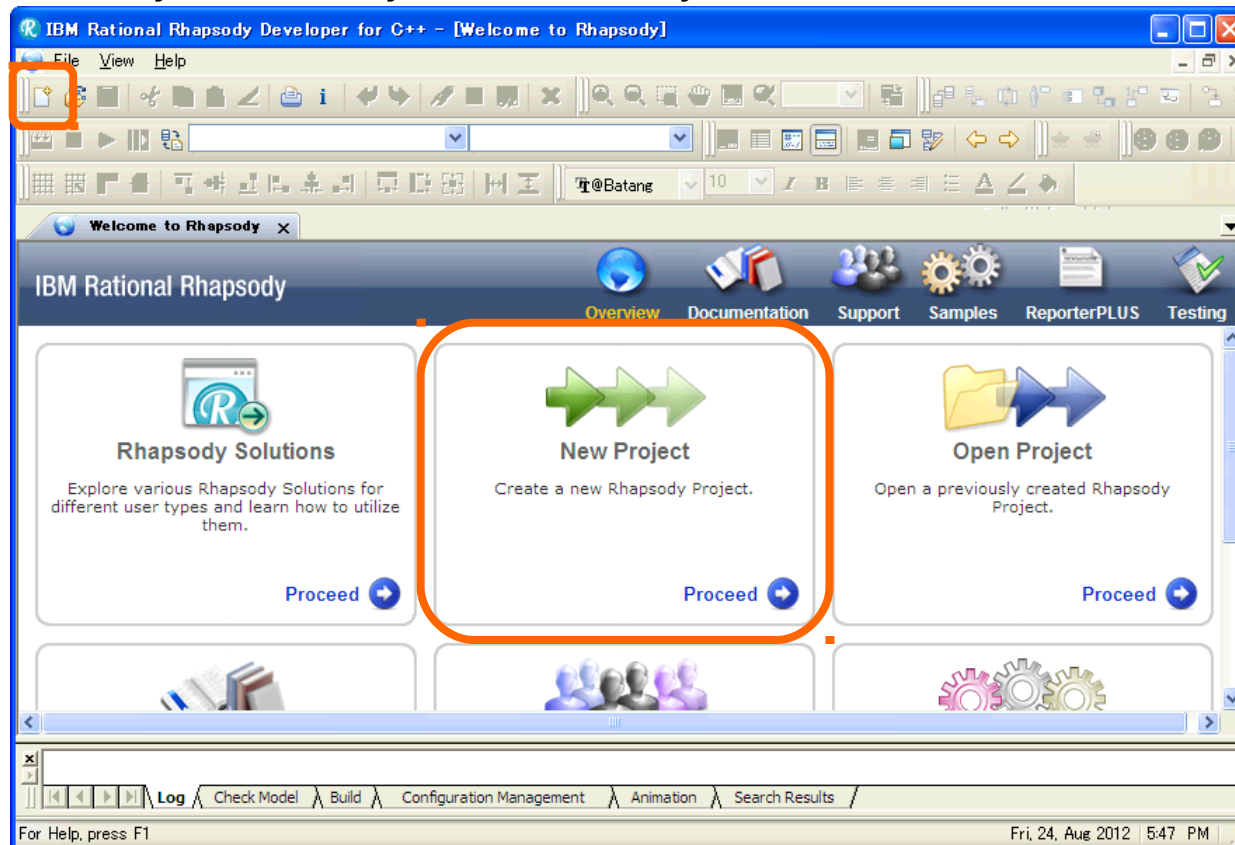 IBM Rational Rhapsody Developer for C++ - [Welcome to Rhapsody]
File View Help
@Batang 10
Welcome to Rhapsody
IBM Rational Rhapsody
Overview Documentation Support Samples ReporterPLUS Testing
Rhapsody Solutions
Explore various Rhapsody Solutions for
different user types and learn how to utilize
them.
Proceed
New Project
Create a new Rhapsody Project.
Proceed
Open Project
Open a previously created Rhapsody
Project.
Proceed
Log Check Model Build Configuration Management Animation Search Results
For Help, press F1 Fri, 24, Aug 2012 5:47 PM